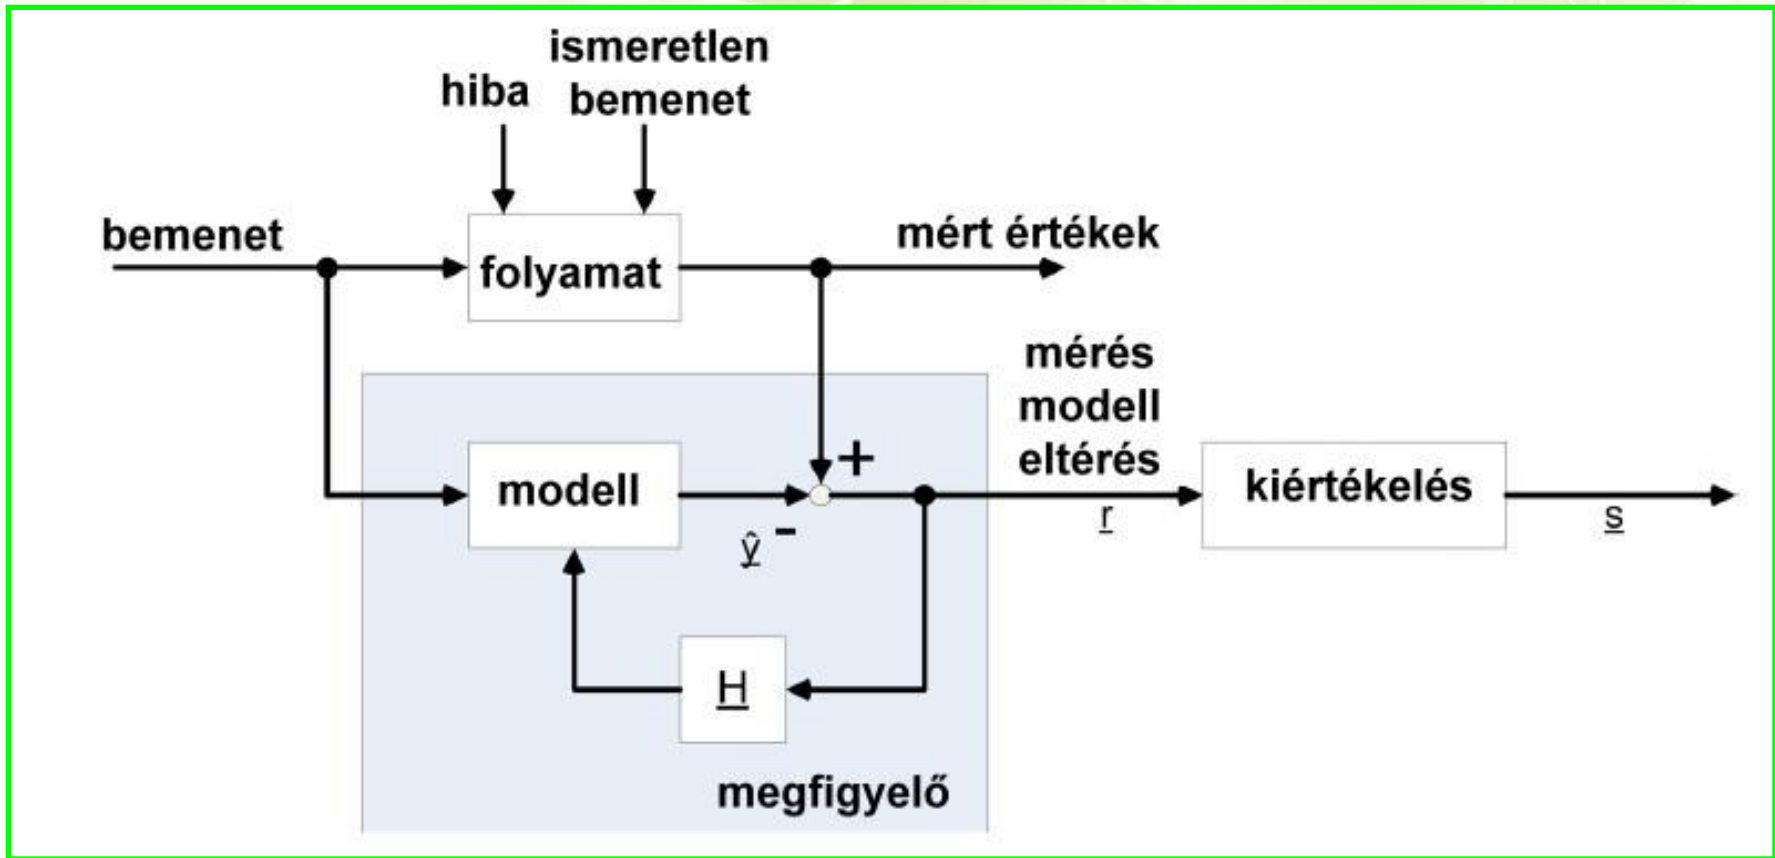 ismeretlen
hiba bemenet
bemenet
folyamat
mért értékek
mérés
modell
eltérés
modell
+
-
ŷ
r
kiértékelés
s
H
megfigyelő